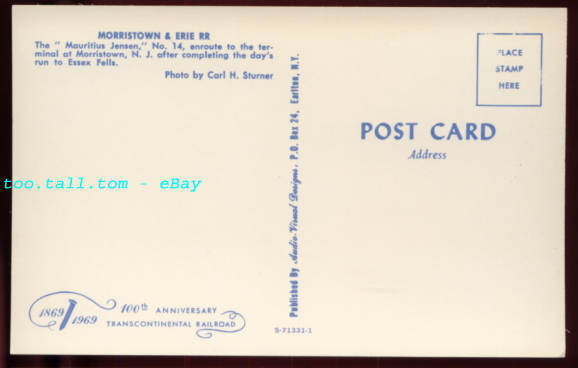 MORRISTOWN & ERIE RR
The " Mauritius Jensen," No. 14, enroute to the ter-
minal at Morristown, N. J. after completing the day's
run to Essex Fells.
Photo by Carl H. Sturner
too.tall.tom - eBay
1869 1969
100th ANNIVERSARY
TRANSCONTINENTAL RAILROAD
Published By Audio-Visual Designs, P.O. Box 24, Earlton, N.Y.
S-71331-1
PLACE
STAMP
HERE
POST CARD
Address